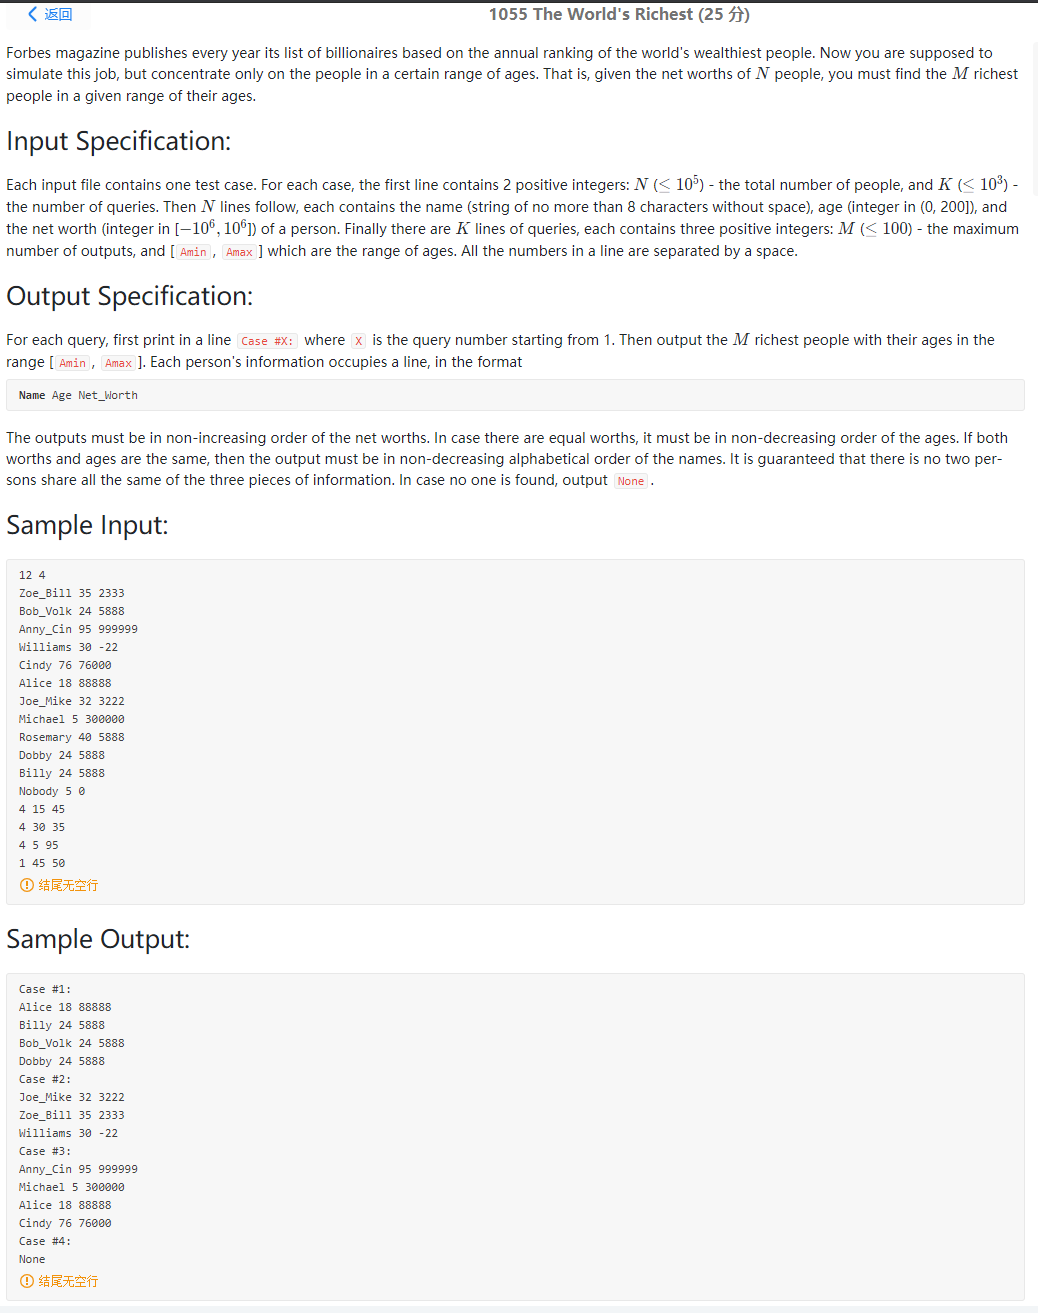 返回
1055 The World's Richest (25 分)
Forbes magazine publishes every year its list of billionaires based on the annual ranking of the world's wealthiest people. Now you are supposed to
simulate this job, but concentrate only on the people in a certain range of ages. That is, given the net worths of N people, you must find the M richest
people in a given range of their ages.
Input Specification:
Each input file contains one test case. For each case, the first line contains 2 positive integers: N (≤ 10⁵) - the total number of people, and K (≤ 10³) -
the number of queries. Then N lines follow, each contains the name (string of no more than 8 characters without space), age (integer in (0, 200]), and
the net worth (integer in [−10⁶, 10⁶]) of a person. Finally there are K lines of queries, each contains three positive integers: M (≤ 100) - the maximum
number of outputs, and [ Amin , Amax ] which are the range of ages. All the numbers in a line are separated by a space.
Output Specification:
For each query, first print in a line Case #X: where X is the query number starting from 1. Then output the M richest people with their ages in the
range [ Amin , Amax ]. Each person's information occupies a line, in the format
Name Age Net_Worth
The outputs must be in non-increasing order of the net worths. In case there are equal worths, it must be in non-decreasing order of the ages. If both
worths and ages are the same, then the output must be in non-decreasing alphabetical order of the names. It is guaranteed that there is no two per-
sons share all the same of the three pieces of information. In case no one is found, output None .
Sample Input:
12 4
Zoe_Bill 35 2333
Bob_Volk 24 5888
Anny_Cin 95 999999
Williams 30 -22
Cindy 76 76000
Alice 18 88888
Joe_Mike 32 3222
Michael 5 300000
Rosemary 40 5888
Dobby 24 5888
Billy 24 5888
Nobody 5 0
4 15 45
4 30 35
4 5 95
1 45 50
结尾无空行
Sample Output:
Case #1:
Alice 18 88888
Billy 24 5888
Bob_Volk 24 5888
Dobby 24 5888
Case #2:
Joe_Mike 32 3222
Zoe_Bill 35 2333
Williams 30 -22
Case #3:
Anny_Cin 95 999999
Michael 5 300000
Alice 18 88888
Cindy 76 76000
Case #4:
None
结尾无空行